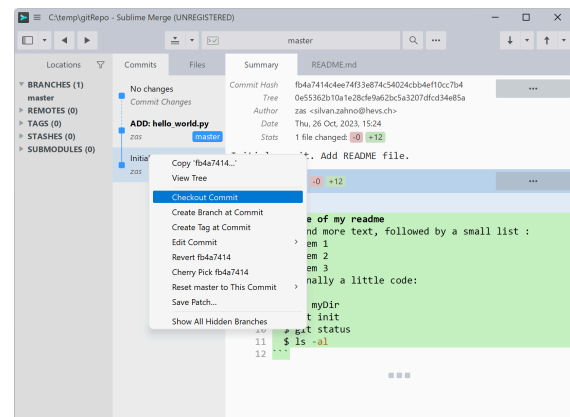 C:\temp\gitRepo - Sublime Merge (UNREGISTERED)
master
Locations
Commits
Files
Summary
README.md
BRANCHES (1)
master
REMOTES (0)
TAGS (0)
STASHES (0)
SUBMODULES (0)
No changes
Commit Changes
ADD: hello_world.py
zas
master
Initial
zas
Commit Hash fb4a7414c4ee74f33e874c54024cbb4ef10cc7b4
Tree 0e55362b10a1e28cfe9a62bc5a3207dfcd34e85a
Author zas <silvan.zahno@hevs.ch>
Date Thu, 26 Oct, 2023, 15:24
Stats 1 file changed: -0 +12
it. Add README file.
-0 +12
Copy 'fb4a7414...'
View Tree
Checkout Commit
Create Branch at Commit
Create Tag at Commit
Edit Commit
Revert fb4a7414
Cherry Pick fb4a7414
Reset master to This Commit
Save Patch...
Show All Hidden Branches
e of my readme
nd more text, followed by a small list :
em 1
em 2
em 3
nally a little code:
myDir
t init
10 $ git status
11 $ ls -al
12 ```